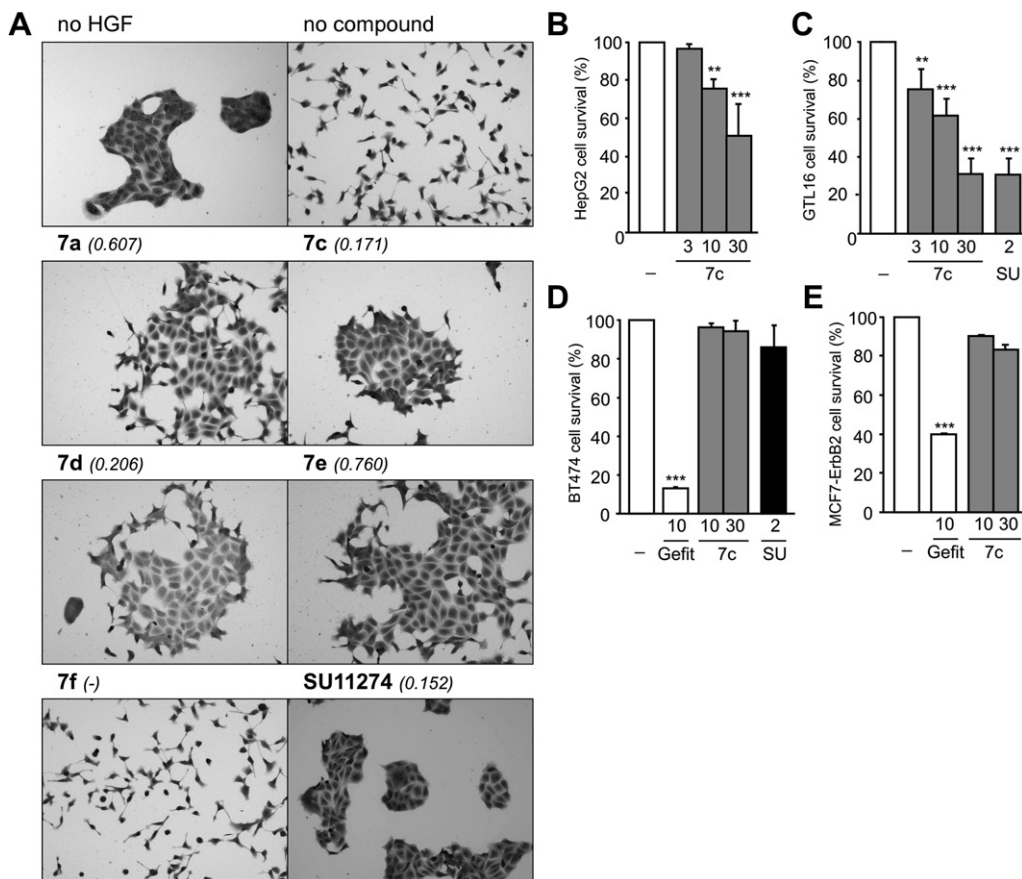 A
no HGF
no compound
7a (0.607)
7c (0.171)
7d (0.206)
7e (0.760)
7f (-)
SU11274 (0.152)
B
HepG2 cell survival (%)
100
80
60
40
20
0
**
***
3 10 30
–
7c
C
GTL16 cell survival (%)
100
80
60
40
20
0
**
***
***
***
3 10 30 2
–
7c
SU
D
BT474 cell survival (%)
100
80
60
40
20
0
***
10 10 30 2
–
Gefit
7c
SU
E
MCF7-ErbB2 cell survival (%)
100
80
60
40
20
0
***
10 10 30
–
Gefit
7c